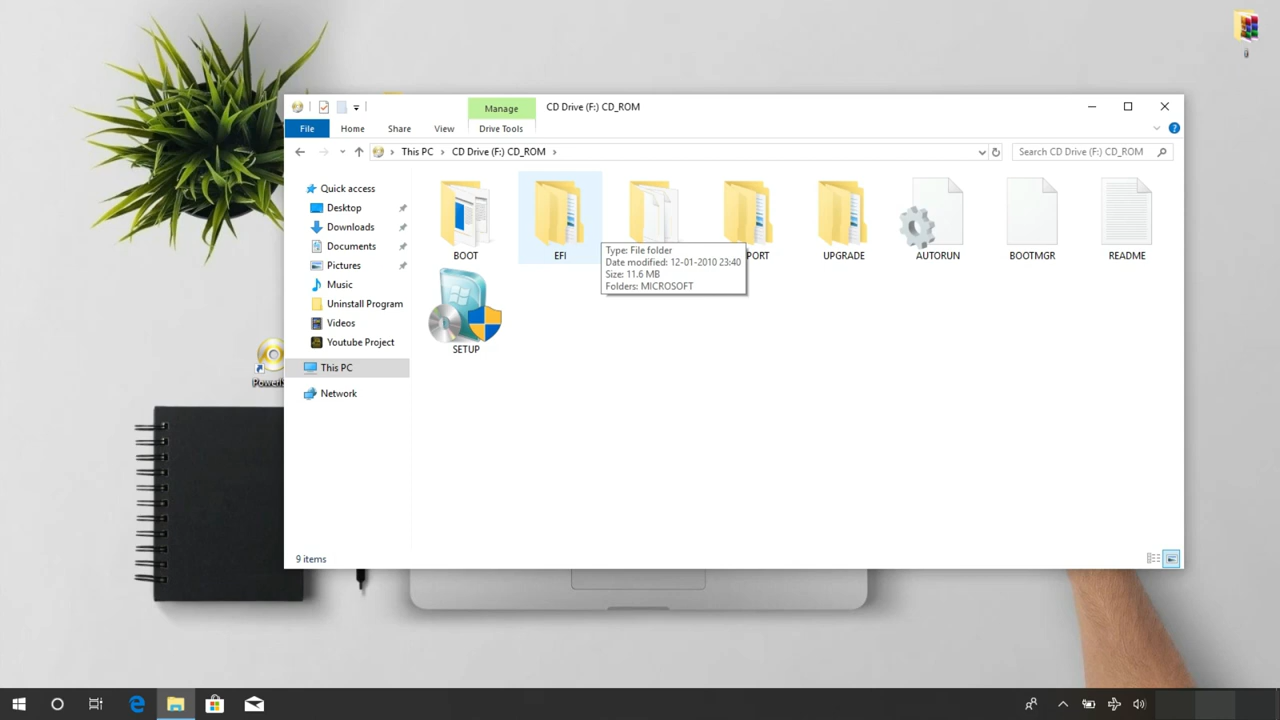 Manage
CD Drive (F:) CD_ROM
File
Home
Share
View
Drive Tools
This PC
CD Drive (F:) CD_ROM
Search CD Drive (F:) CD_ROM
Quick access
Desktop
Downloads
Documents
Pictures
Music
Uninstall Program
Videos
Youtube Project
This PC
Network
BOOT
EFI
PORT
UPGRADE
AUTORUN
BOOTMGR
README
Type: File folder
Date modified: 12-01-2010 23:40
Size: 11.6 MB
Folders: MICROSOFT
SETUP
9 items